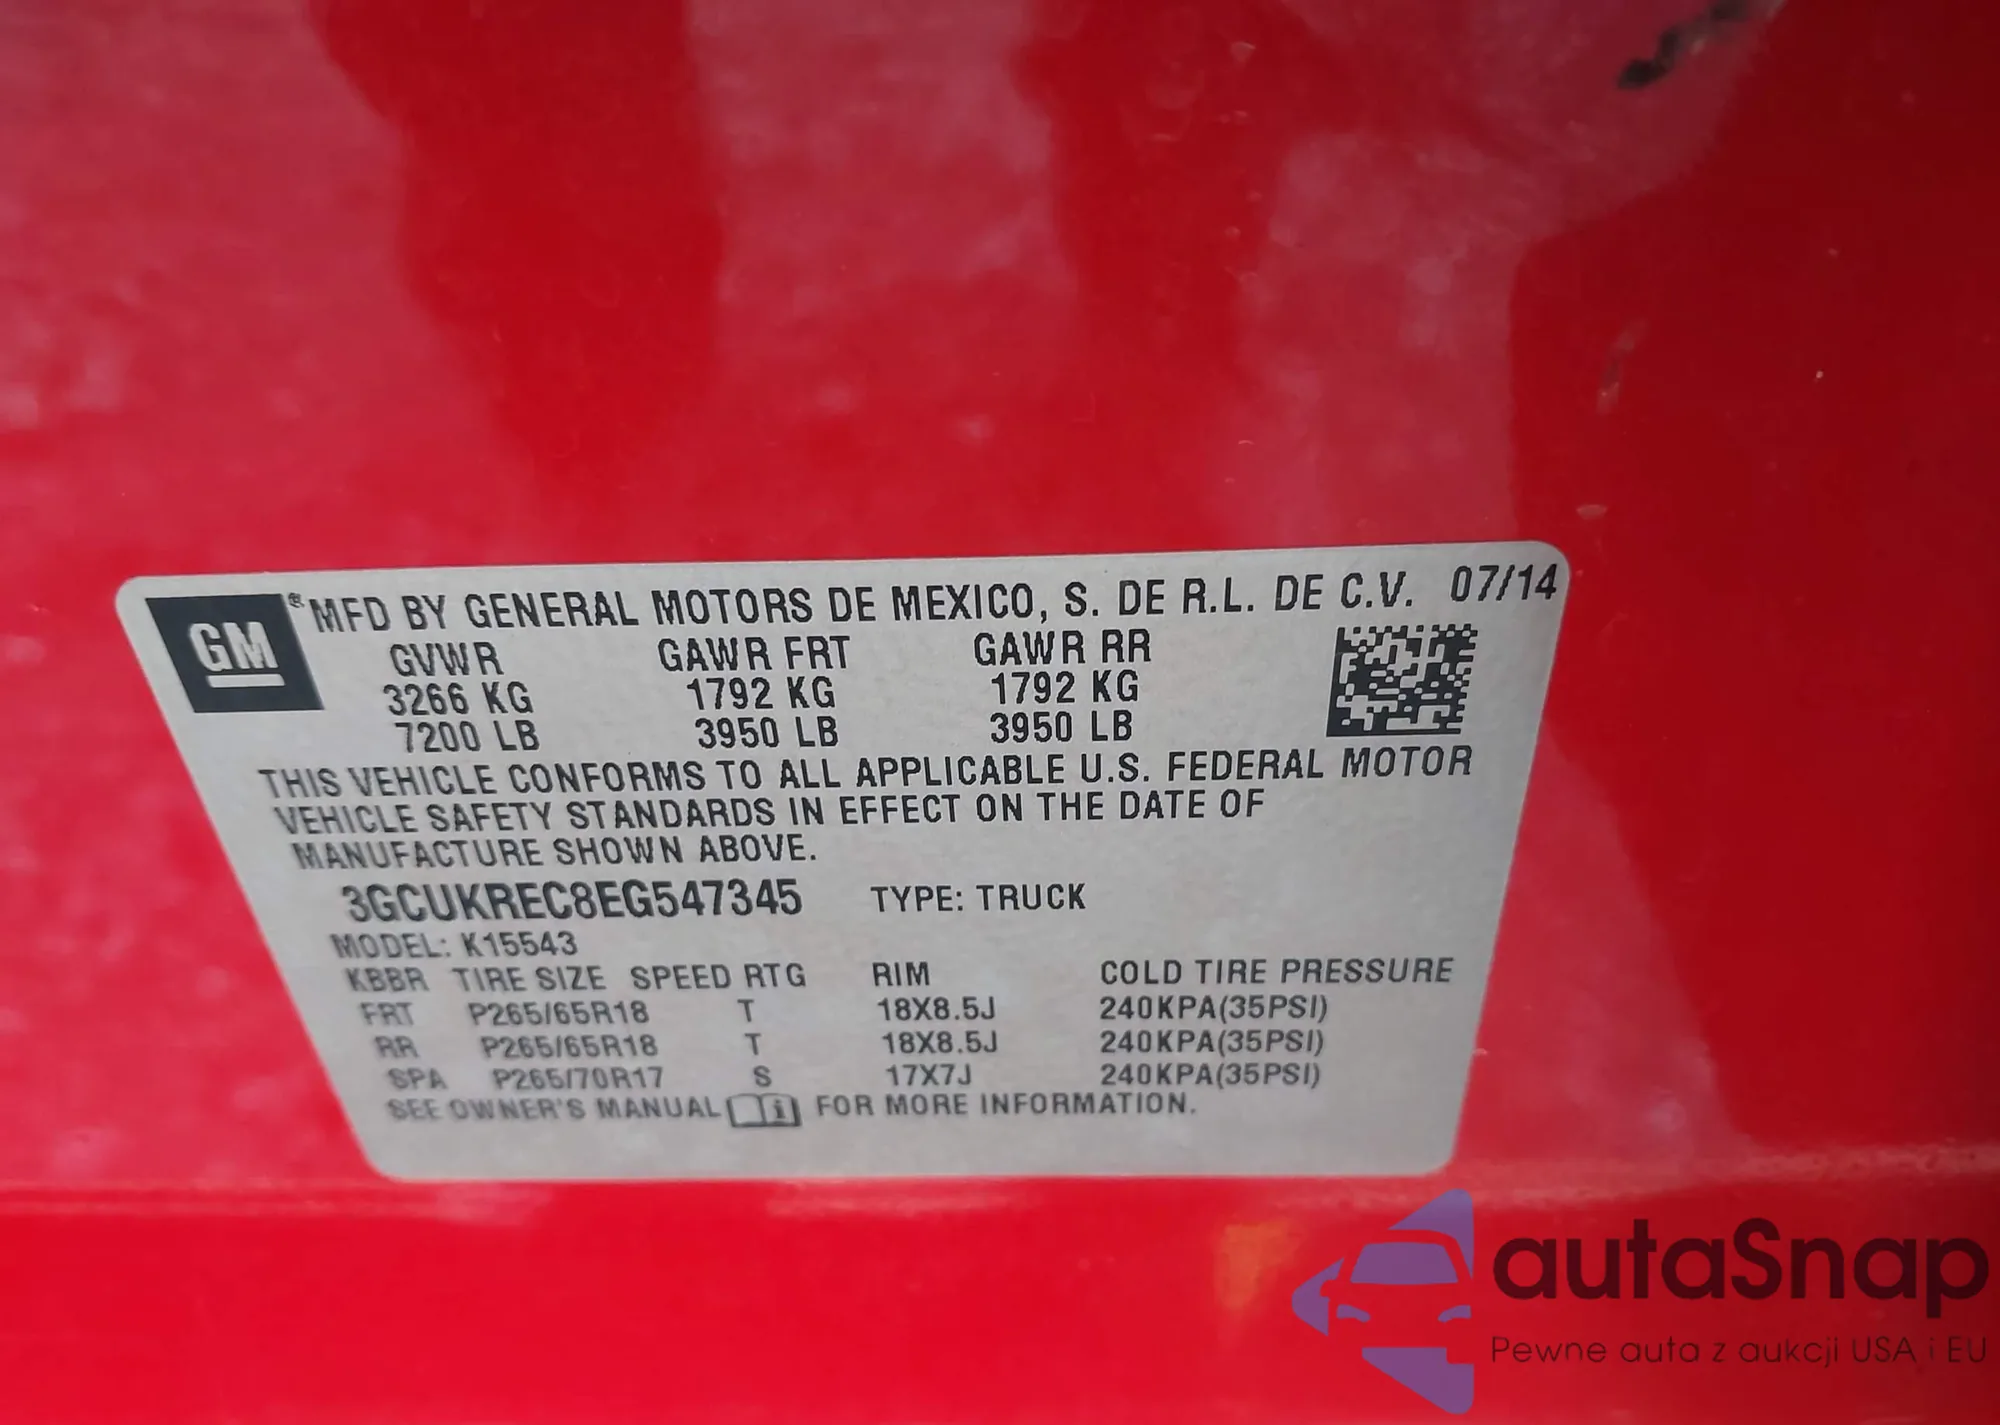 GM ® MFD BY GENERAL MOTORS DE MEXICO, S. DE R.L. DE C.V. 07/14
GVWR GAWR FRT GAWR RR
3266 KG 1792 KG 1792 KG
7200 LB 3950 LB 3950 LB
THIS VEHICLE CONFORMS TO ALL APPLICABLE U.S. FEDERAL MOTOR
VEHICLE SAFETY STANDARDS IN EFFECT ON THE DATE OF
MANUFACTURE SHOWN ABOVE.
3GCUKREC8EG547345 TYPE: TRUCK
MODEL: K15543
KBBR TIRE SIZE SPEED RTG RIM COLD TIRE PRESSURE
FRT P265/65R18 T 18X8.5J 240KPA(35PSI)
RR P265/65R18 T 18X8.5J 240KPA(35PSI)
SPA P265/70R17 S 17X7J 240KPA(35PSI)
SEE OWNER'S MANUAL i FOR MORE INFORMATION.
autaSnap
Pewne auta z aukcji USA i EU